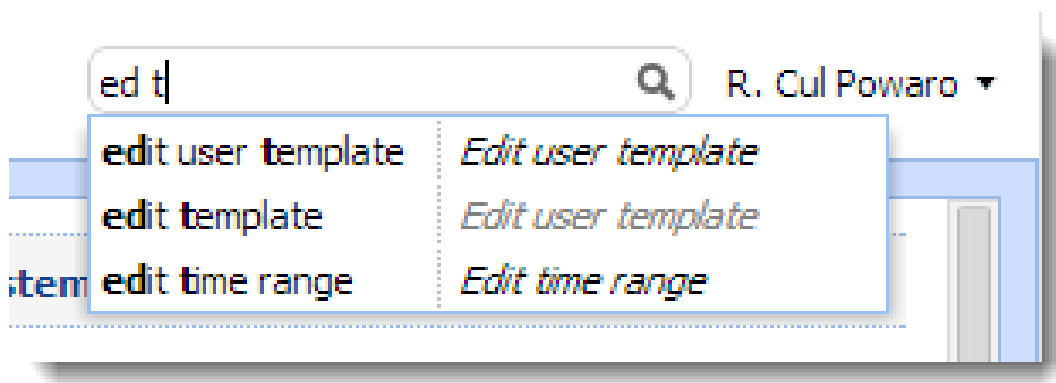 ed t R. Cul Powaro
edit user template Edit user template
edit template Edit user template
stem edit time range Edit time range